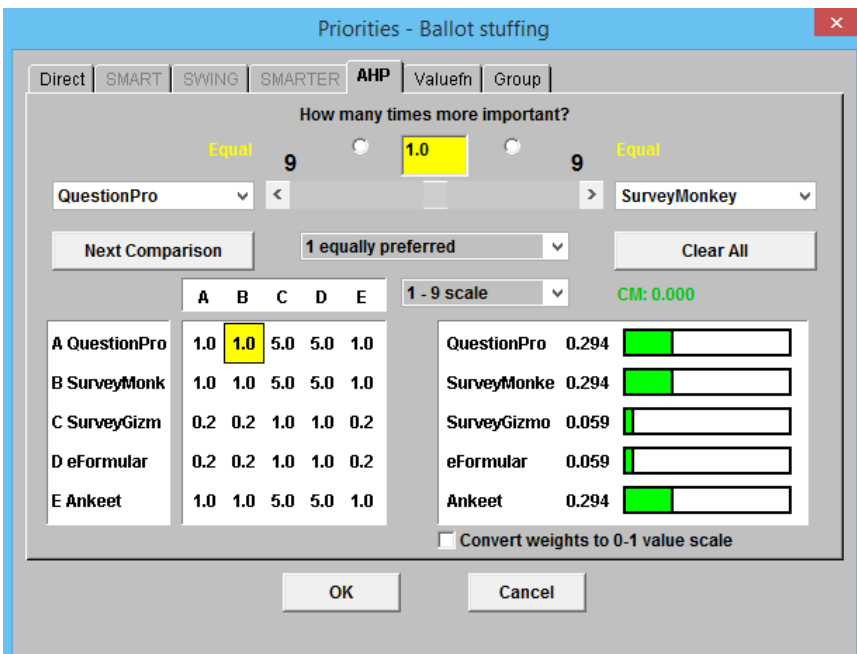 Priorities - Ballot stuffing
Direct SMART SWING SMARTER AHP Valuefn Group
How many times more important?
Equal 9 1.0 9 Equal
QuestionPro < > SurveyMonkey
Next Comparison 1 equally preferred Clear All
A B C D E 1 - 9 scale CM: 0.000
A QuestionPro 1.0 1.0 5.0 5.0 1.0 QuestionPro 0.294
B SurveyMonk 1.0 1.0 5.0 5.0 1.0 SurveyMonke 0.294
C SurveyGizm 0.2 0.2 1.0 1.0 0.2 SurveyGizmo 0.059
D eFormular 0.2 0.2 1.0 1.0 0.2 eFormular 0.059
E Ankeet 1.0 1.0 5.0 5.0 1.0 Ankeet 0.294
Convert weights to 0-1 value scale
OK Cancel